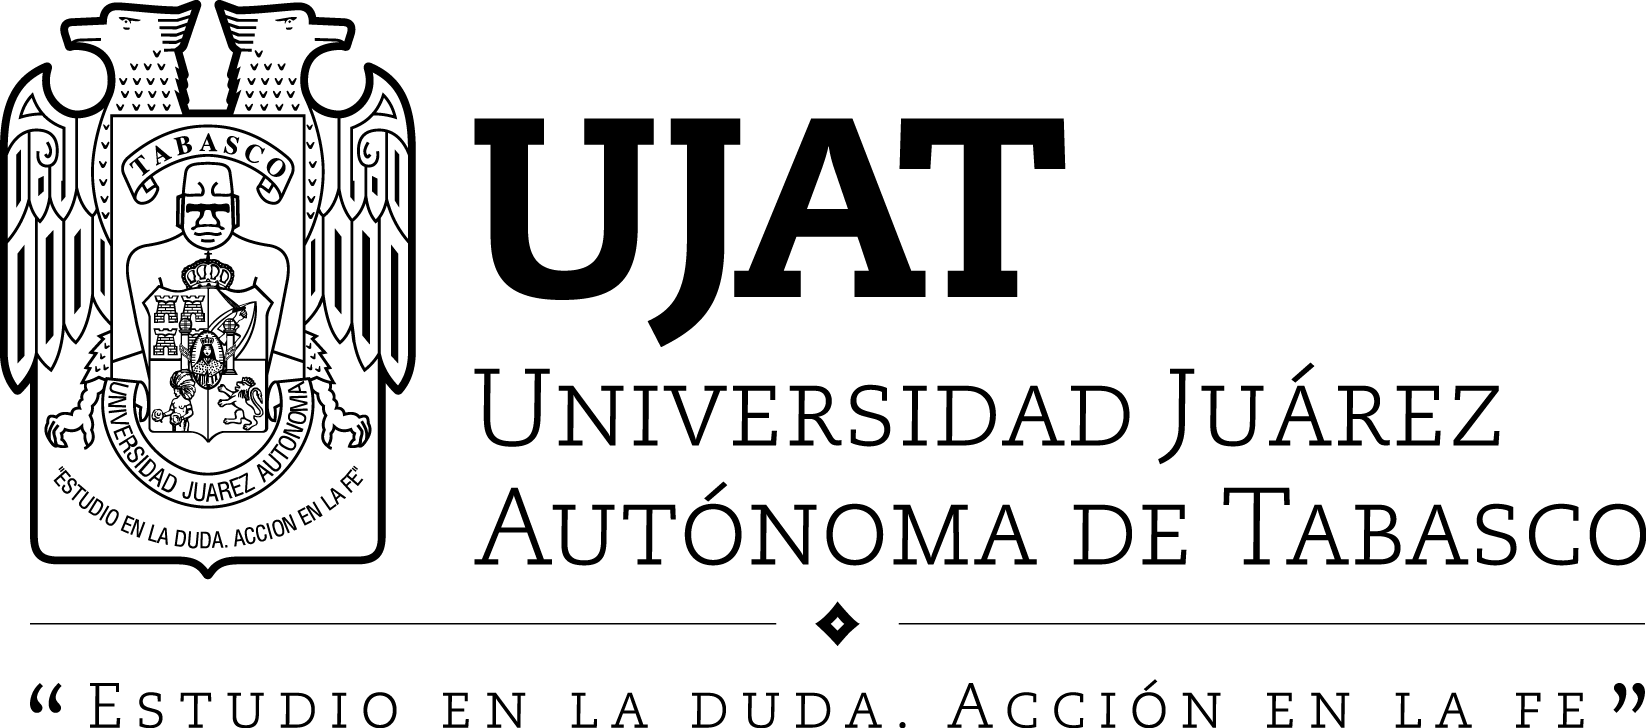 TABASCO
UNIVERSIDAD JUAREZ AUTONOMA
"ESTUDIO EN LA DUDA. ACCION EN LA FE"
UJAT
UNIVERSIDAD JUÁREZ
AUTÓNOMA DE TABASCO
“ESTUDIO EN LA DUDA. ACCIÓN EN LA FE”